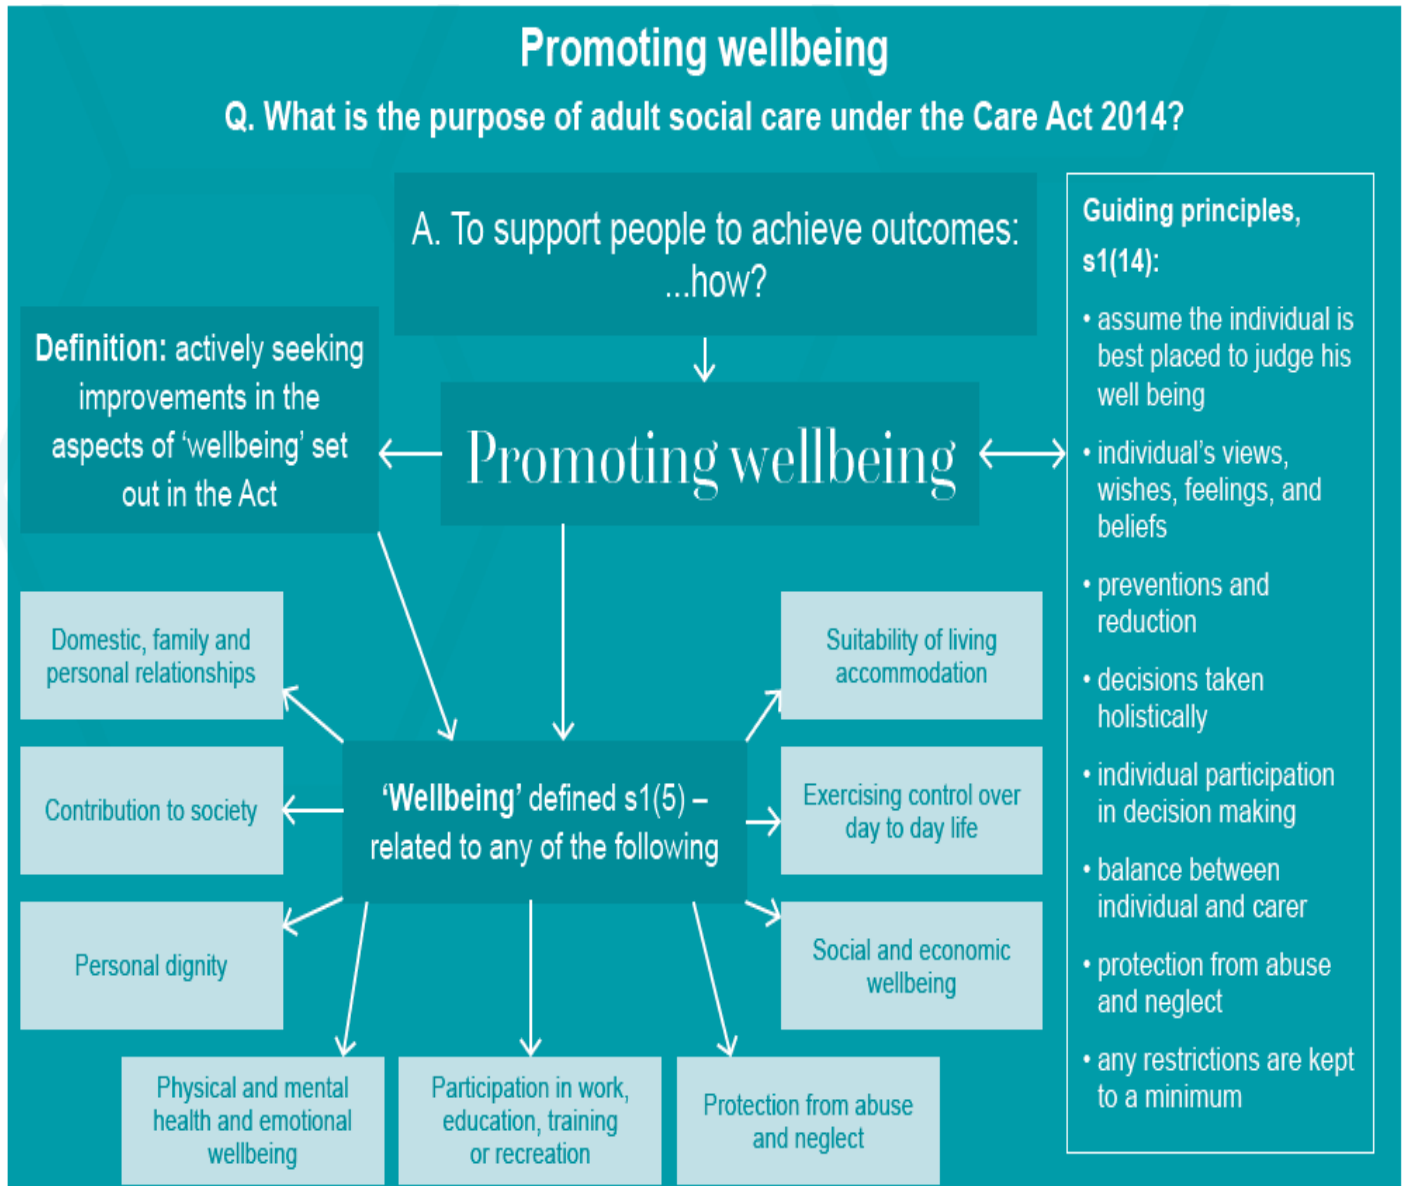 Promoting wellbeing
Q. What is the purpose of adult social care under the Care Act 2014?
A. To support people to achieve outcomes:
...how?
Definition: actively seeking
improvements in the
aspects of ‘wellbeing’ set
out in the Act
Promoting wellbeing
Guiding principles,
s1(14):
• assume the individual is
best placed to judge his
well being
• individual’s views,
wishes, feelings, and
beliefs
• preventions and
reduction
• decisions taken
holistically
• individual participation
in decision making
• balance between
individual and carer
• protection from abuse
and neglect
• any restrictions are kept
to a minimum
‘Wellbeing’ defined s1(5) –
related to any of the following
Domestic, family and
personal relationships
Contribution to society
Personal dignity
Physical and mental
health and emotional
wellbeing
Participation in work,
education, training
or recreation
Protection from abuse
and neglect
Suitability of living
accommodation
Exercising control over
day to day life
Social and economic
wellbeing